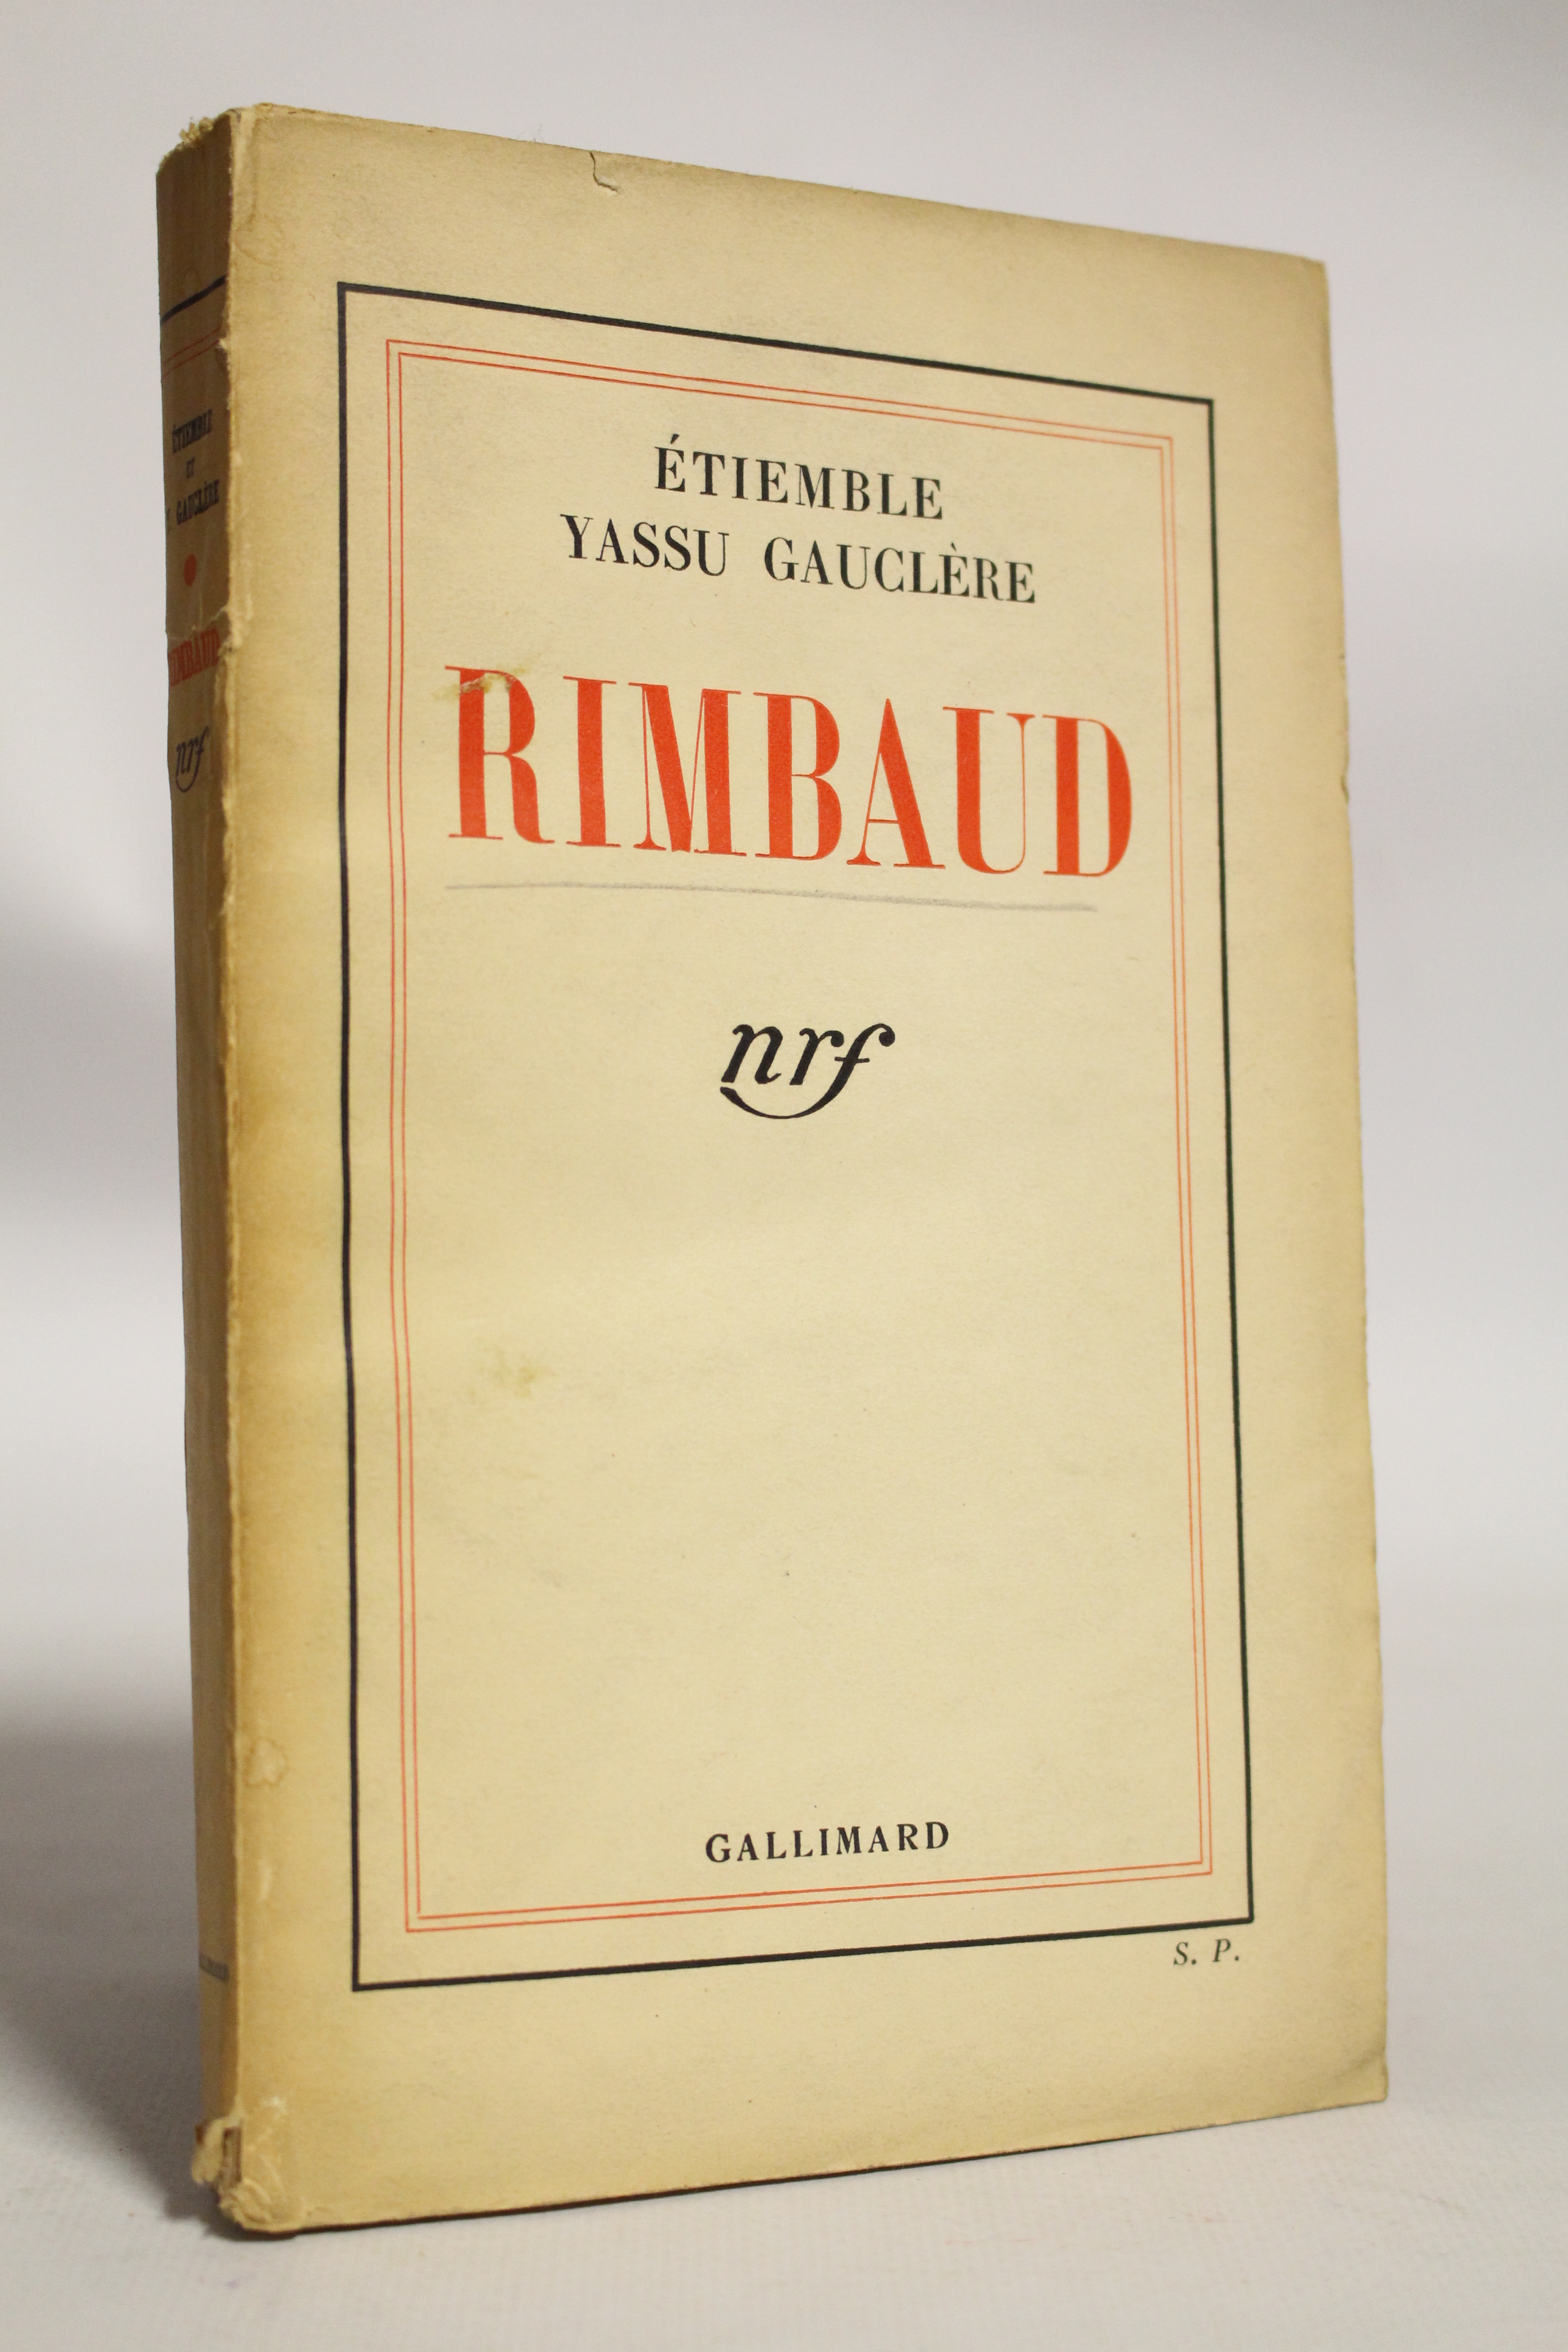 ÉTIEMBLE
YASSU GAUCLÈRE
RIMBAUD
nrf
GALLIMARD
S. P.
ÉTIEMBLE
ET
GAUCLÈRE
RIMBAUD
nrf